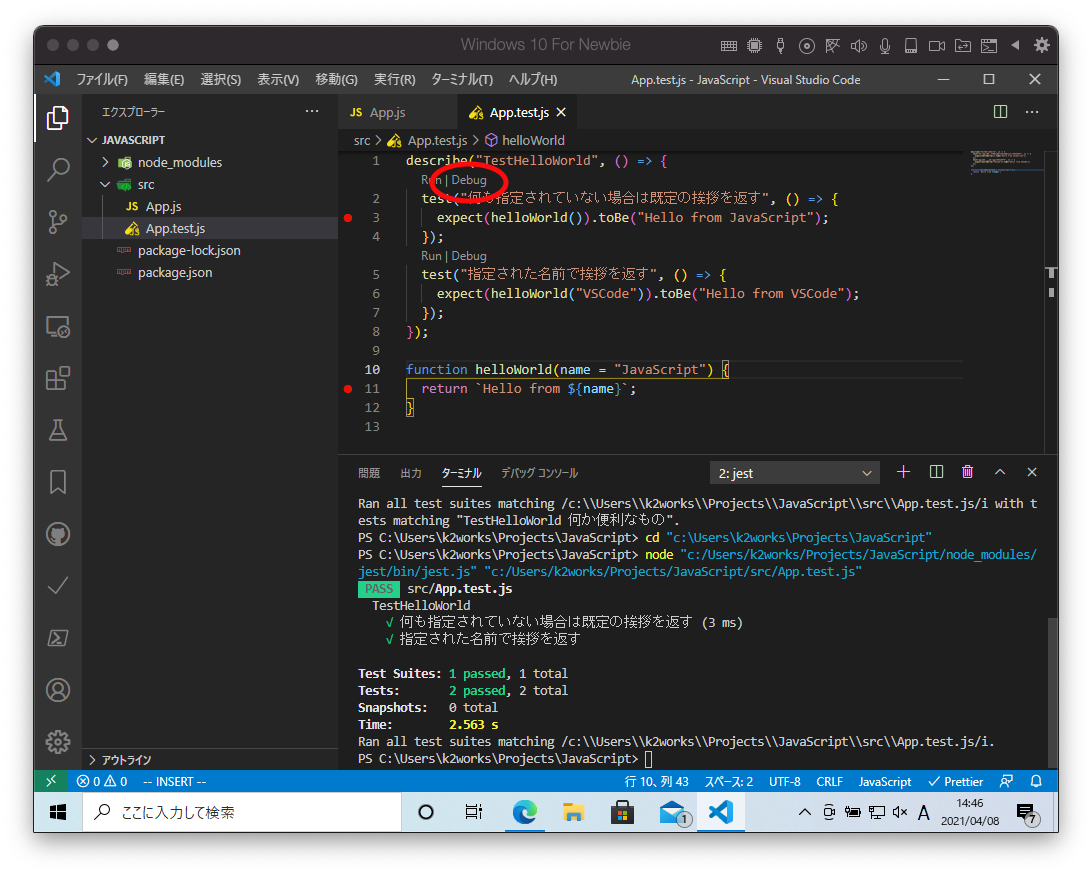 Windows 10 For Newbie
ファイル(F) 編集(E) 選択(S) 表示(V) 移動(G) 実行(R) ターミナル(T) ヘルプ(H) App.test.js - JavaScript - Visual Studio Code
エクスプローラー
JAVASCRIPT
node_modules
src
JS App.js
App.test.js
package-lock.json
package.json
アウトライン
JS App.js App.test.js
src > App.test.js > helloWorld
1 describe("TestHelloWorld", () => {
Run | Debug
2 test("何も指定されていない場合は既定の挨拶を返す", () => {
3 expect(helloWorld()).toBe("Hello from JavaScript");
4 });
Run | Debug
5 test("指定された名前で挨拶を返す", () => {
6 expect(helloWorld("VSCode")).toBe("Hello from VSCode");
7 });
8 });
9
10 function helloWorld(name = "JavaScript") {
11 return `Hello from ${name}`;
12 }
13
問題 出力 ターミナル デバッグ コンソール 2: jest
Ran all test suites matching /c:\\Users\\k2works\\Projects\\JavaScript\\src\\App.test.js/i with t
ests matching "TestHelloWorld 何か便利なもの".
PS C:\Users\k2works\Projects\JavaScript> cd "c:\Users\k2works\Projects\JavaScript"
PS C:\Users\k2works\Projects\JavaScript> node "c:/Users/k2works/Projects/JavaScript/node_modules/
jest/bin/jest.js" "c:/Users/k2works/Projects/JavaScript/src/App.test.js"
PASS src/App.test.js
TestHelloWorld
√ 何も指定されていない場合は既定の挨拶を返す (3 ms)
√ 指定された名前で挨拶を返す
Test Suites: 1 passed, 1 total
Tests: 2 passed, 2 total
Snapshots: 0 total
Time: 2.563 s
Ran all test suites matching /c:\\Users\\k2works\\Projects\\JavaScript\\src\\App.test.js/i.
PS C:\Users\k2works\Projects\JavaScript>
0 0 -- INSERT -- 行 10、列 43 スペース: 2 UTF-8 CRLF JavaScript Prettier
ここに入力して検索
1
A
14:46
2021/04/08
7